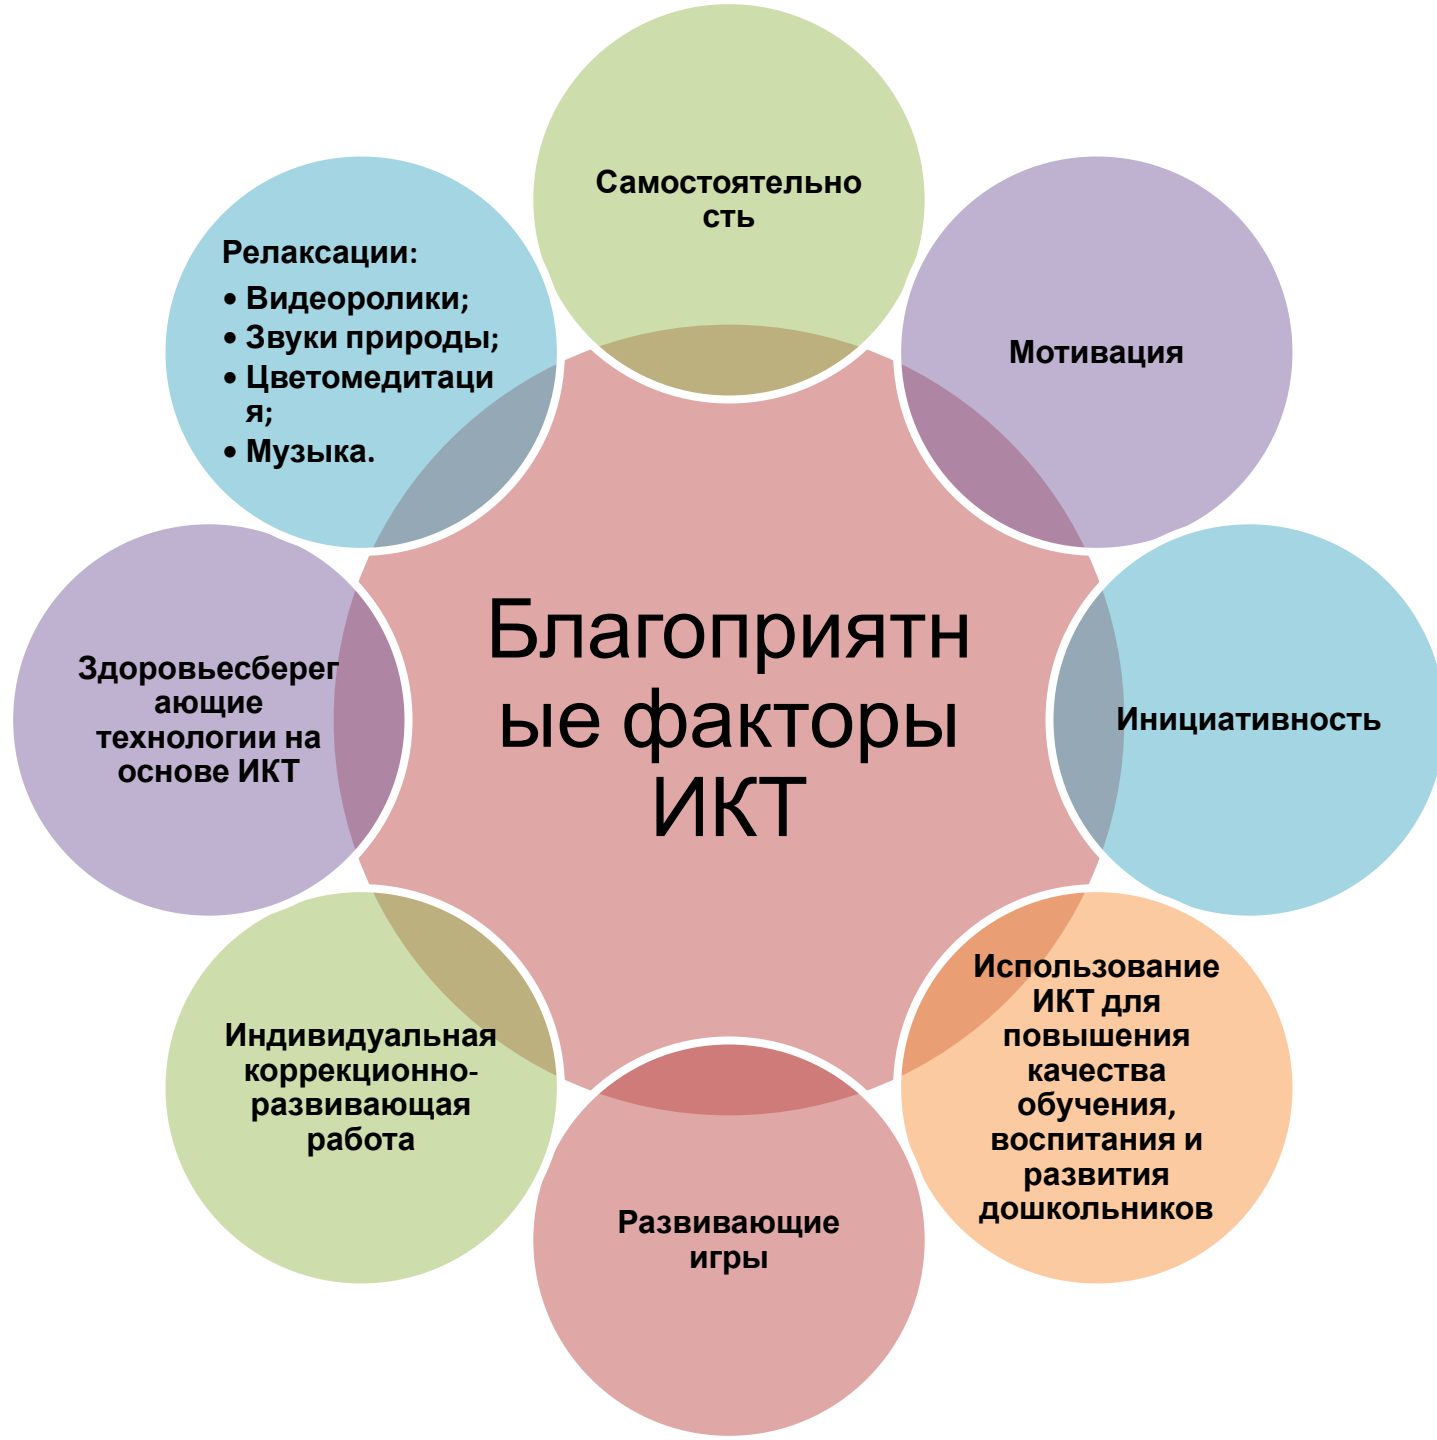 Самостоятельно
сть
Мотивация
Инициативность
Использование
ИКТ для
повышения
качества
обучения,
воспитания и
развития
дошкольников
Развивающие
игры
Индивидуальная
коррекционно-
развивающая
работа
Здоровьесберег
ающие
технологии на
основе ИКТ
Релаксации:
• Видеоролики;
• Звуки природы;
• Цветомедитаци
я;
• Музыка.
Благоприятн
ые факторы
ИКТ